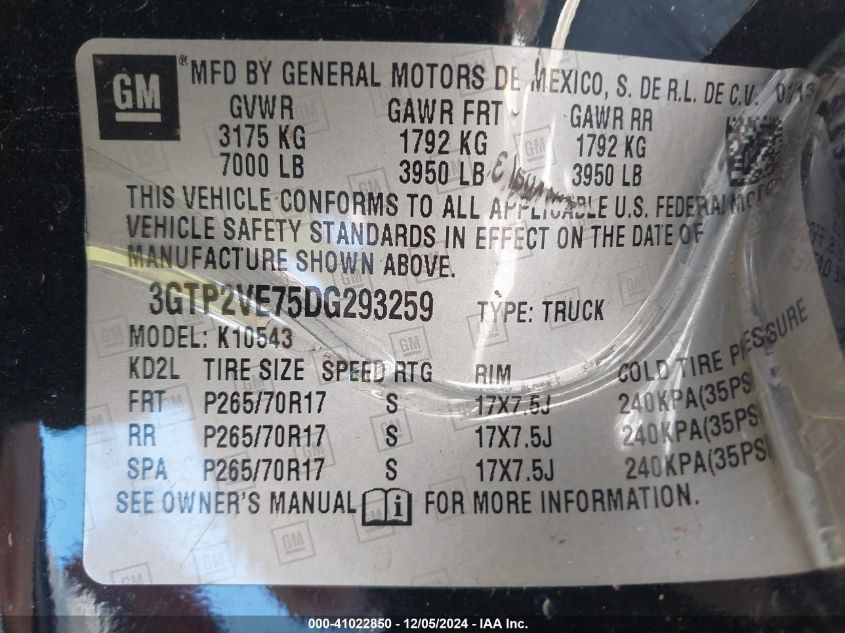 GM ®MFD BY GENERAL MOTORS DE MEXICO, S. DE R.L. DE C.V.
GVWR GAWR FRT GAWR RR
3175 KG 1792 KG 1792 KG
7000 LB 3950 LB 3950 LB
THIS VEHICLE CONFORMS TO ALL APPLICABLE U.S. FEDERAL MOTOR
VEHICLE SAFETY STANDARDS IN EFFECT ON THE DATE OF
MANUFACTURE SHOWN ABOVE.
3GTP2VE75DG293259 TYPE: TRUCK
MODEL: K10543
KD2L TIRE SIZE SPEED RTG RIM COLD TIRE PRESSURE
FRT P265/70R17 S 17X7.5J 240KPA(35PSI
RR P265/70R17 S 17X7.5J 240KPA(35PSI
SPA P265/70R17 S 17X7.5J 240KPA(35PSI
SEE OWNER'S MANUAL i FOR MORE INFORMATION.
000-41022850 - 12/05/2024 - IAA Inc.